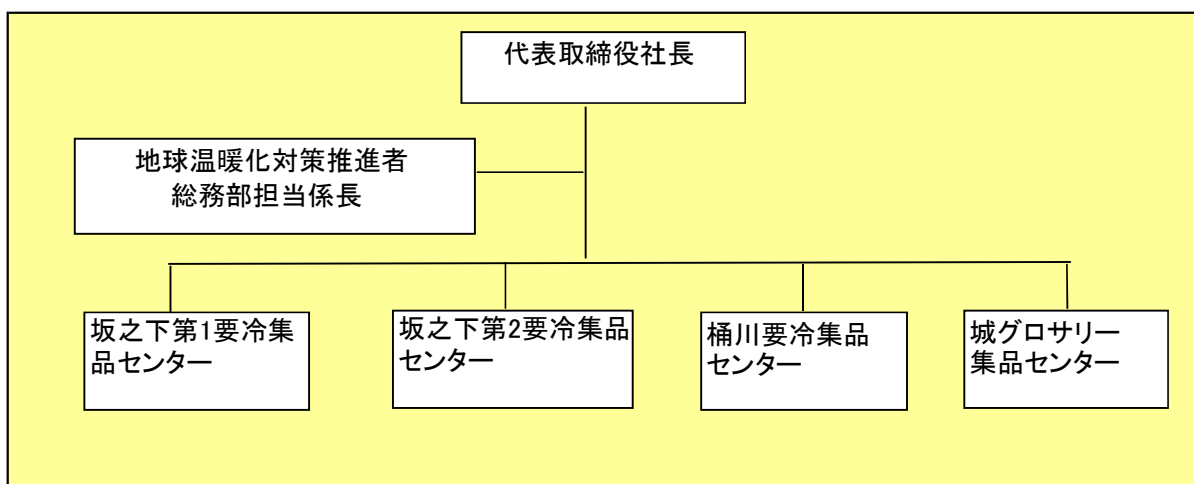 代表取締役社長
地球温暖化対策推進者
総務部担当係長
坂之下第1要冷集
品センター
坂之下第2要冷集品
センター
桶川要冷集品
センター
城グロサリー
集品センター